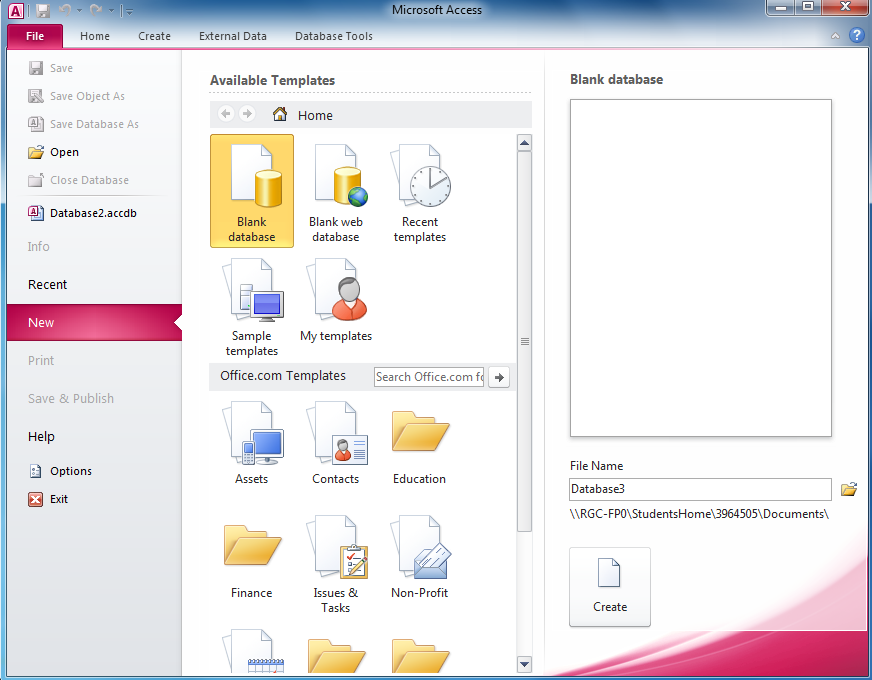 A
Microsoft Access
File Home Create External Data Database Tools
Save
Save Object As
Save Database As
Open
Close Database
Database2.accdb
Info
Recent
New
Print
Save & Publish
Help
Options
Exit
Available Templates
Home
Blank
database
Blank web
database
Recent
templates
Sample
templates
My templates
Office.com Templates
Search Office.com fo
Assets
Contacts
Education
Finance
Issues &
Tasks
Non-Profit
Blank database
File Name
Database3
\\RGC-FP0\StudentsHome\3964505\Documents\
Create